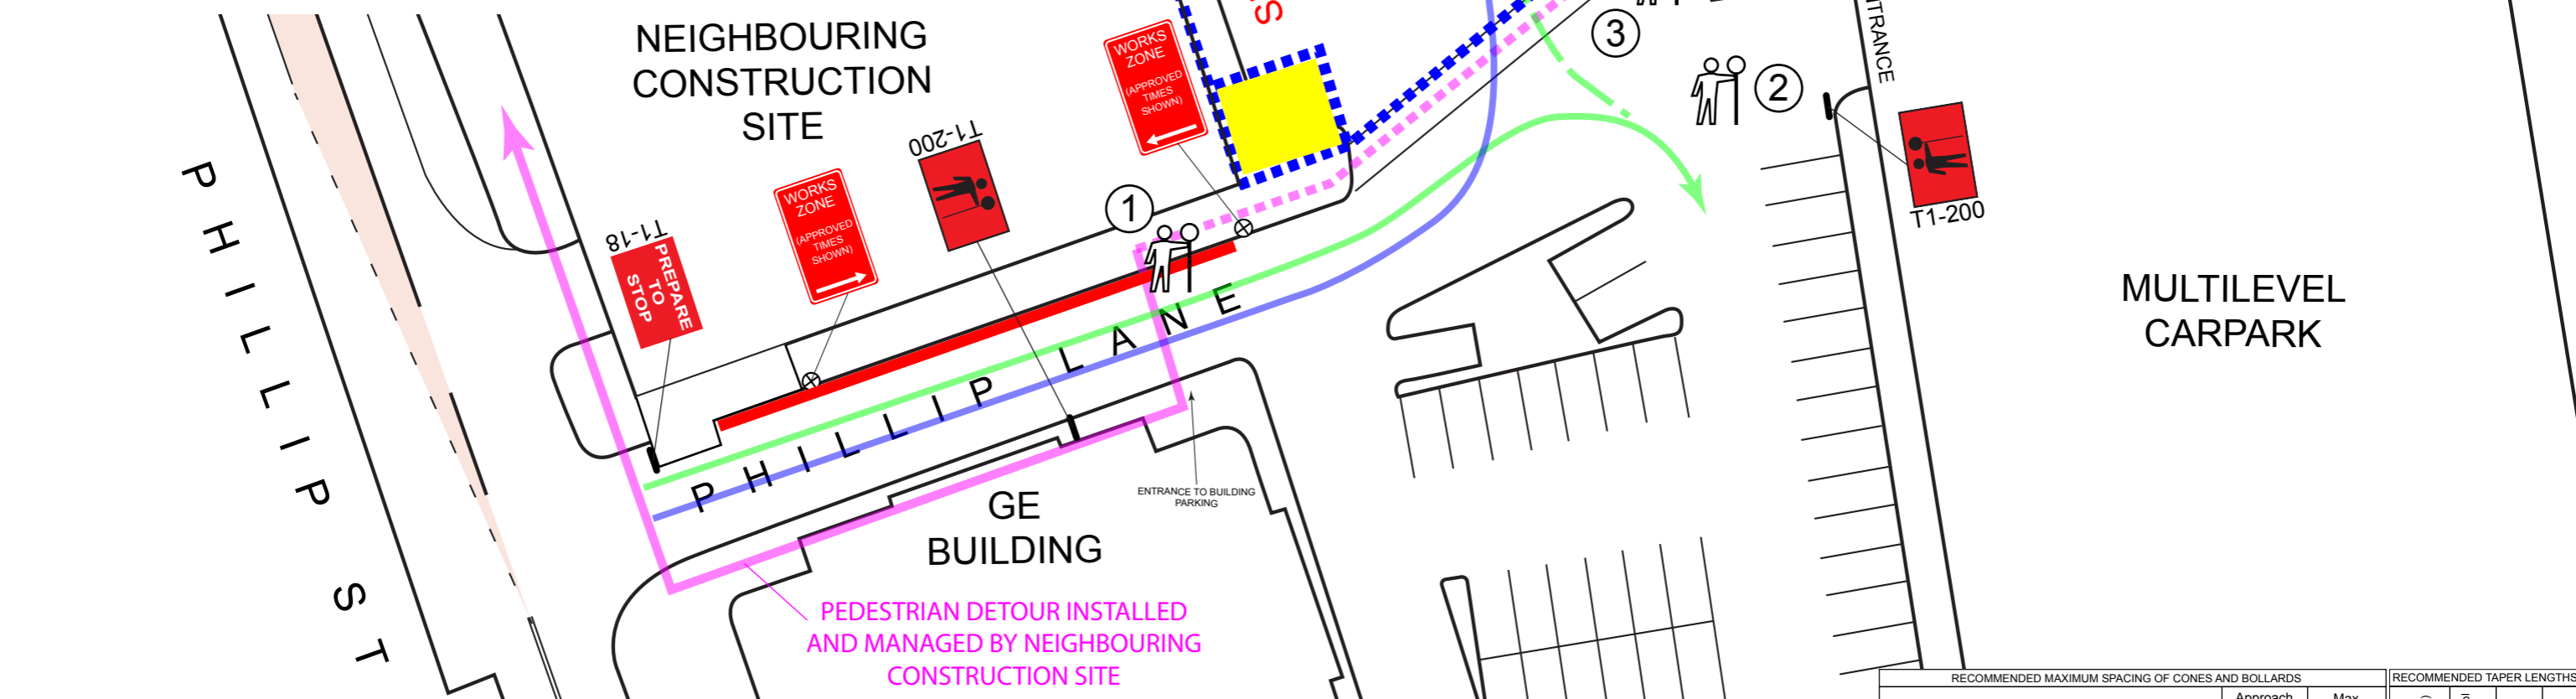 NEIGHBOURING
CONSTRUCTION
SITE
S
WORKS
ZONE
(APPROVED
TIMES
SHOWN)
3
2
1
T1-200
T1-200
MULTILEVEL
CARPARK
WORKS
ZONE
(APPROVED
TIMES
SHOWN)
T1-18
PREPARE
TO
STOP
PHILLIP ST
PHILLIP LANE
ENTRANCE TO BUILDING
PARKING
GE
BUILDING
PEDESTRIAN DETOUR INSTALLED
AND MANAGED BY NEIGHBOURING
CONSTRUCTION SITE
RECOMMENDED MAXIMUM SPACING OF CONES AND BOLLARDS
RECOMMENDED TAPER LENGTHS
Approach
Max